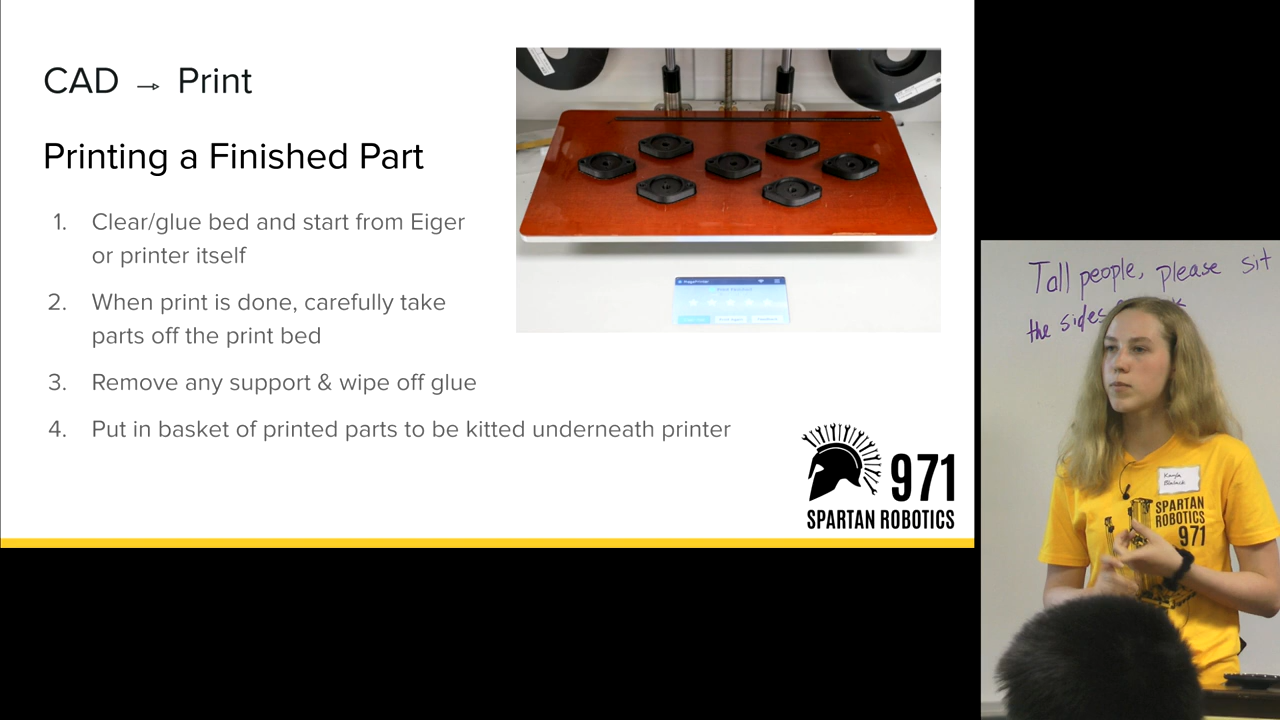 CAD → Print
Printing a Finished Part
1. Clear/glue bed and start from Eiger
or printer itself
2. When print is done, carefully take
parts off the print bed
3. Remove any support & wipe off glue
4. Put in basket of printed parts to be kitted underneath printer
971
SPARTAN ROBOTICS
Tall people, please sit
the sides
Kayla
SPARTAN
ROBOTICS
971